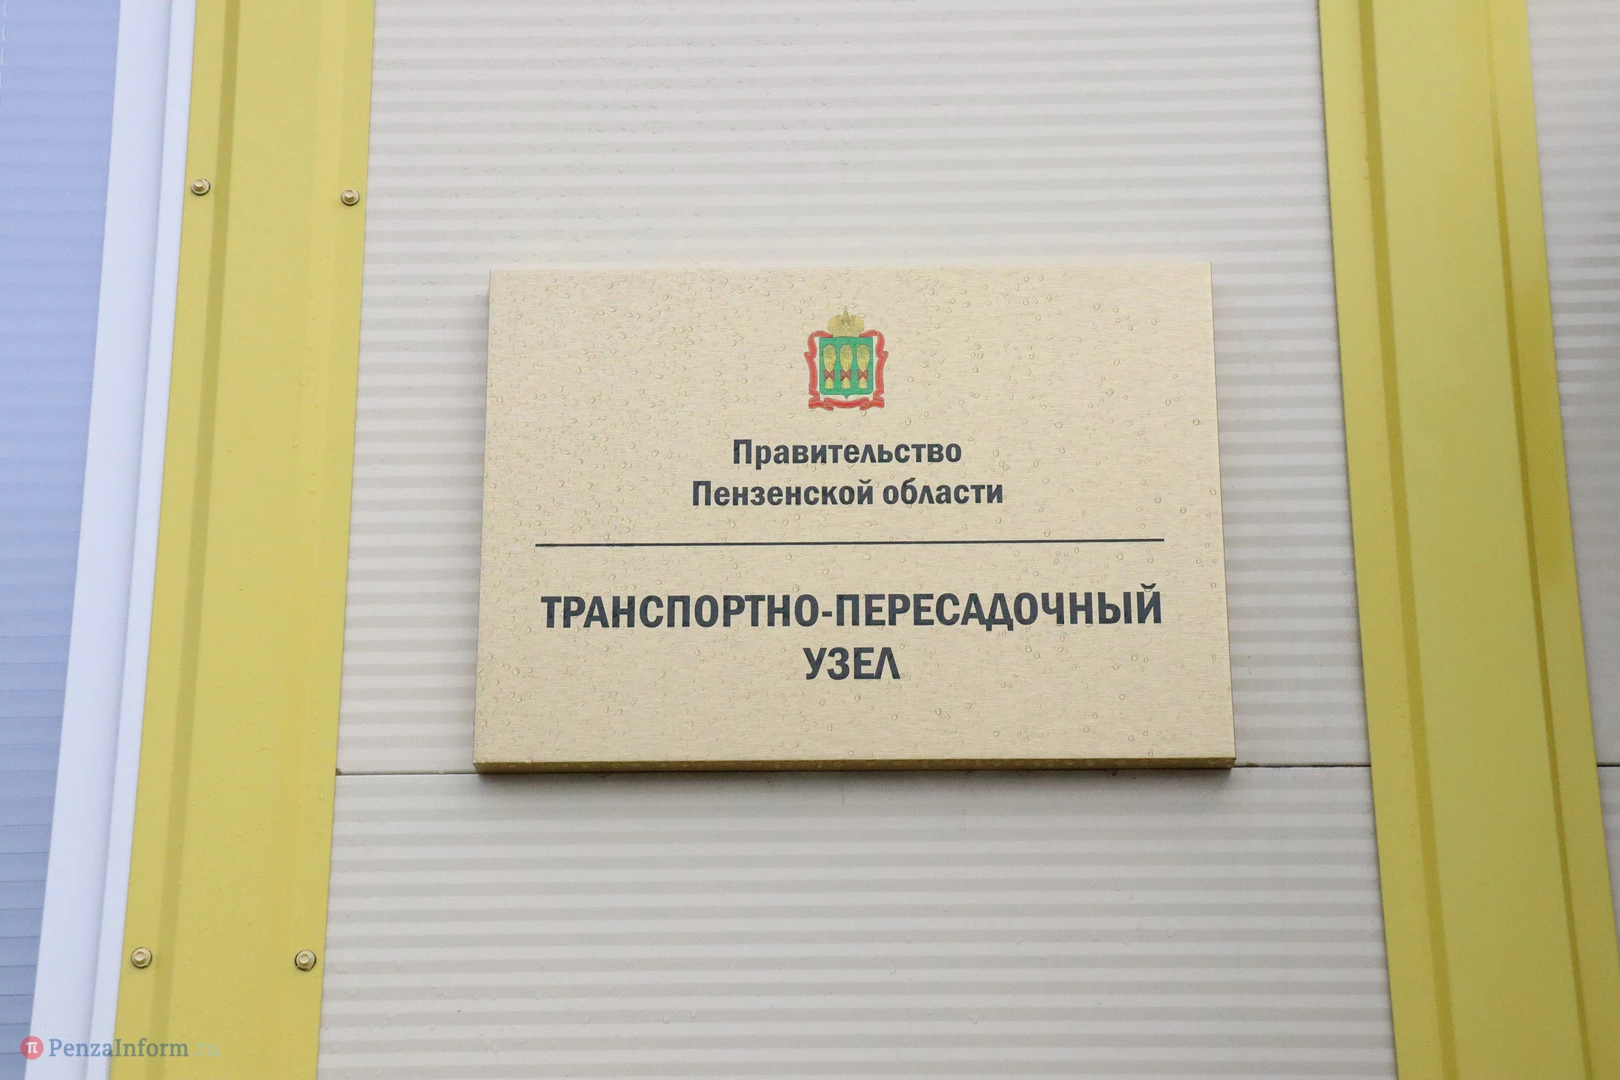 Правительство
Пензенской области
ТРАНСПОРТНО-ПЕРЕСАДОЧНЫЙ
УЗЕЛ
PenzaInform.ru